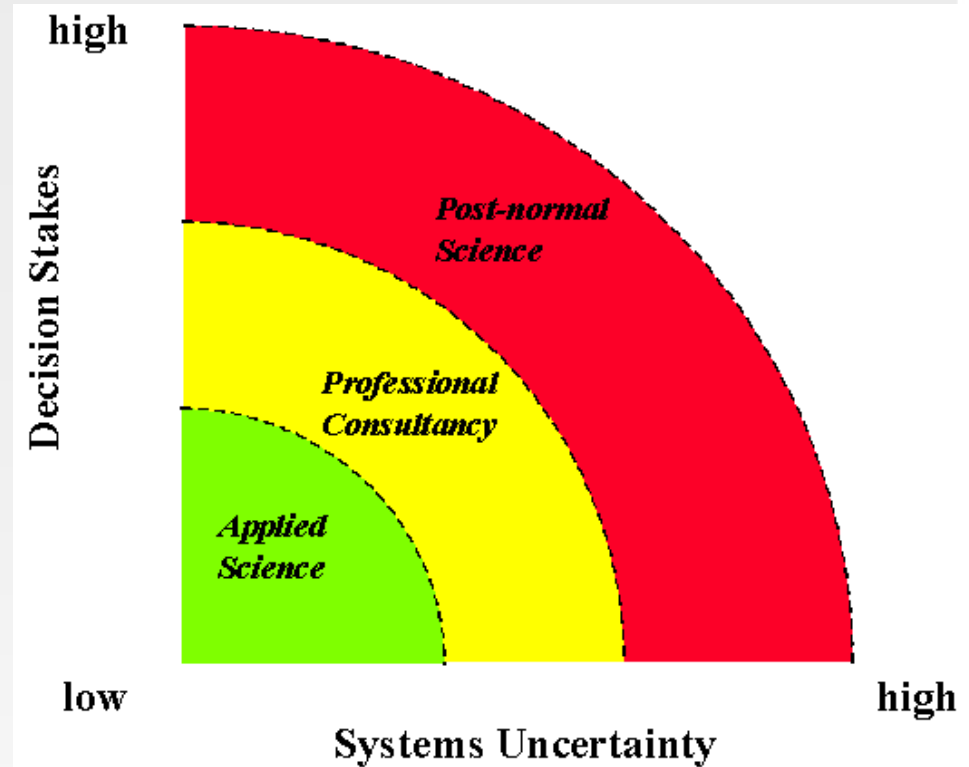 high
Decision Stakes
Post-normal
Science
Professional
Consultancy
Applied
Science
low
high
Systems Uncertainty